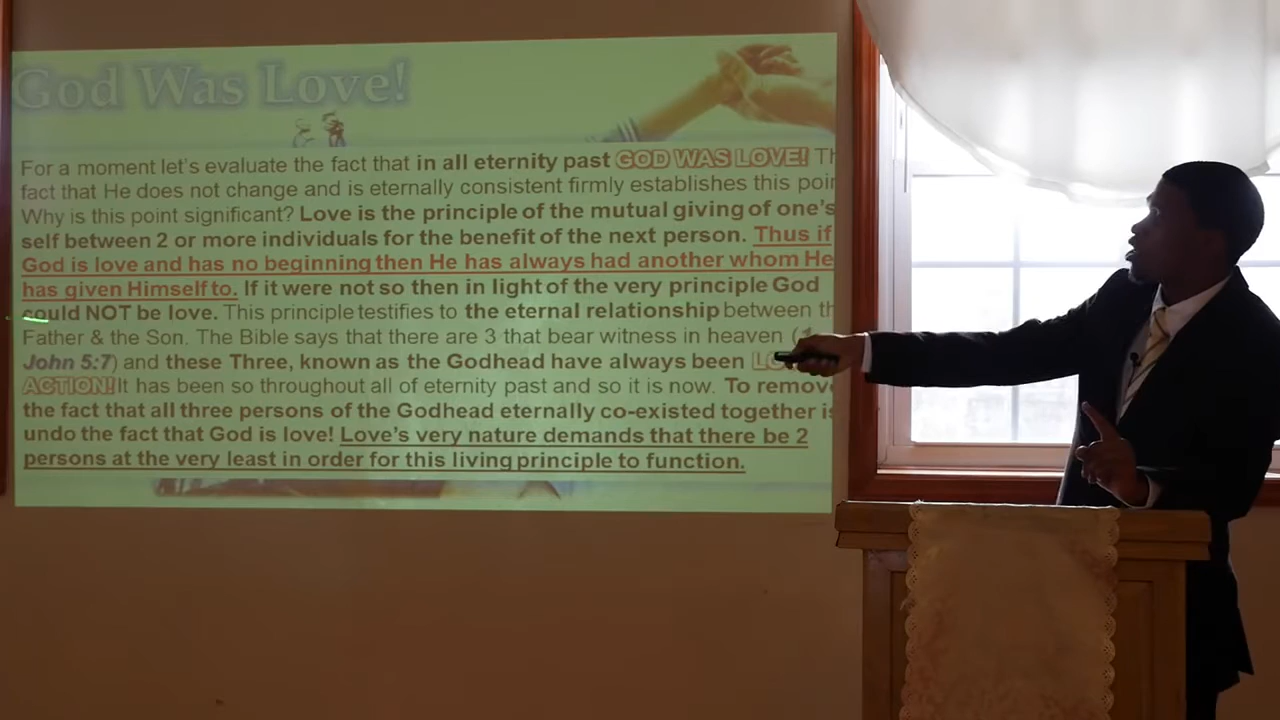 God Was Love!
For a moment let's evaluate the fact that in all eternity past GOD WAS LOVE! Th
fact that He does not change and is eternally consistent firmly establishes this poin
Why is this point significant? Love is the principle of the mutual giving of one's
self between 2 or more individuals for the benefit of the next person. Thus if
God is love and has no beginning then He has always had another whom He
has given Himself to. If it were not so then in light of the very principle God
could NOT be love. This principle testifies to the eternal relationship between th
Father & the Son. The Bible says that there are 3 that bear witness in heaven (1
John 5:7) and these Three, known as the Godhead have always been
ACTION! It has been so throughout all of eternity past and so it is now. To remove
the fact that all three persons of the Godhead eternally co-existed together is
undo the fact that God is love! Love's very nature demands that there be 2
persons at the very least in order for this living principle to function.